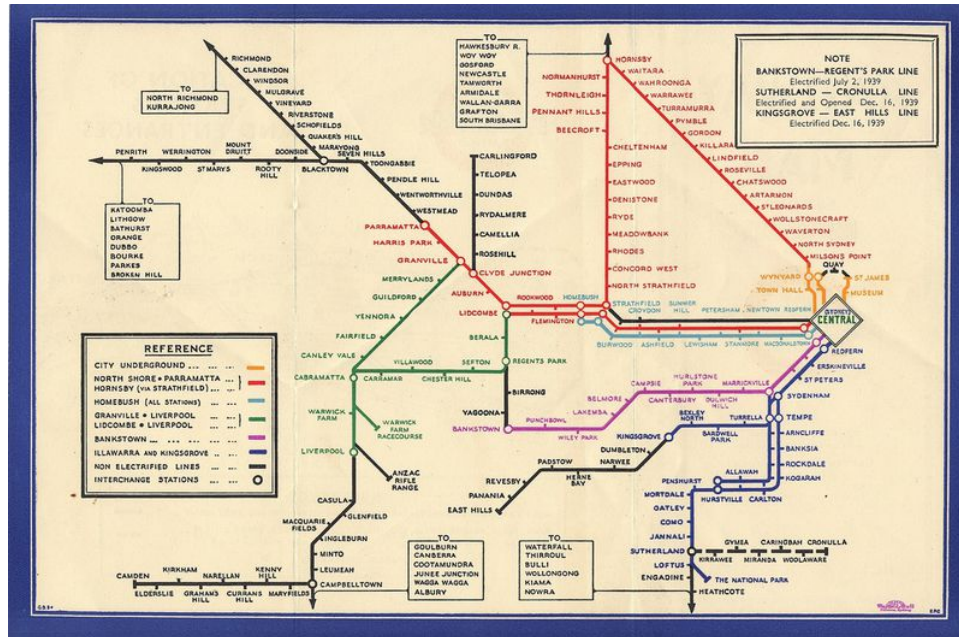 NOTE
BANKSTOWN—REGENT'S PARK LINE
Electrified July 2, 1939
SUTHERLAND — CRONULLA LINE
Electrified and Opened Dec. 16, 1939
KINGSGROVE — EAST HILLS LINE
Electrified Dec. 16, 1939
TO
HAWKESBURY R.
WOY WOY
GOSFORD
NEWCASTLE
TAMWORTH
ARMIDALE
WALLAN-GARRA
GRAFTON
SOUTH BRISBANE
RICHMOND
CLARENDON
WINDSOR
MULGRAVE
VINEYARD
RIVERSTONE
SCHOFIELDS
QUAKER'S HILL
MARAYONG
TO
NORTH RICHMOND
KURRAJONG
PENRITH
WERRINGTON
MOUNT
DRUITT
DOONSIDE
SEVEN HILLS
KINGSWOOD
ST MARYS
ROOTY
HILL
BLACKTOWN
TOONGABBIE
PENDLE HILL
WENTWORTHVILLE
WESTMEAD
PARRAMATTA
HARRIS PARK
GRANVILLE
CLYDE JUNCTION
AUBURN
LIDCOMBE
TO
KATOOMBA
LITHGOW
BATHURST
ORANGE
DUBBO
BOURKE
PARKES
BROKEN HILL
CARLINGFORD
TELOPEA
DUNDAS
RYDALMERE
CAMELLIA
ROSEHILL
HORNSBY
NORMANHURST
THORNLEIGH
PENNANT HILLS
BEECROFT
CHELTENHAM
EPPING
EASTWOOD
DENISTONE
RYDE
MEADOWBANK
RHODES
CONCORD WEST
NORTH STRATHFIELD
WAITARA
WAHROONGA
WARRAWEE
TURRAMURRA
PYMBLE
GORDON
KILLARA
LINDFIELD
ROSEVILLE
CHATSWOOD
ARTARMON
ST LEONARDS
WOLLSTONECRAFT
WAVERTON
NORTH SYDNEY
MILSONS POINT
QUAY
WYNYARD
ST JAMES
TOWN HALL
MUSEUM
SYDNEY
CENTRAL
ROOKWOOD
HOMEBUSH
STRATHFIELD
SUMMER
HILL
CROYDON
PETERSHAM
NEWTOWN
REDFERN
FLEMINGTON
BURWOOD
ASHFIELD
LEWISHAM
STANMORE
MACDONALDTOWN
MERRYLANDS
GUILDFORD
YENNORA
FAIRFIELD
CANLEY VALE
CABRAMATTA
CARRAMAR
VILLAWOOD
CHESTER HILL
SEFTON
REGENTS PARK
BERALA
BIRRONG
YAGOONA
BANKSTOWN
PUNCHBOWL
WILEY PARK
LAKEMBA
BELMORE
CAMPSIE
CANTERBURY
HURLSTONE
PARK
DULWICH
HILL
MARRICKVILLE
REDFERN
ERSKINEVILLE
ST PETERS
SYDENHAM
TEMPE
ARNCLIFFE
BANKSIA
ROCKDALE
KOGARAH
TURRELLA
BARDWELL
PARK
BEXLEY
NORTH
KINGSGROVE
DUMBLETON
NARWEE
HERNE
BAY
PADSTOW
REVESBY
PANANIA
EAST HILLS
ALLAWAH
CARLTON
HURSTVILLE
PENSHURST
MORTDALE
OATLEY
COMO
JANNALI
SUTHERLAND
KIRRAWEE
GYMEA
MIRANDA
CARINGBAH
WOOLAWARE
CRONULLA
LOFTUS
THE NATIONAL PARK
ENGADINE
HEATHCOTE
WARWICK
FARM
WARWICK
FARM
RACECOURSE
LIVERPOOL
ANZAC
RIFLE
RANGE
CASULA
GLENFIELD
MACQUARIE
FIELDS
INGLEBURN
MINTO
LEUMEAH
CAMPBELLTOWN
CAMDEN
ELDERSLIE
KIRKHAM
GRAHAM'S
HILL
NARELLAN
CURRANS
HILL
KENNY
HILL
MARYFIELDS
TO
GOULBURN
CANBERRA
COOTAMUNDRA
JUNEE JUNCTION
WAGGA WAGGA
ALBURY
TO
WATERFALL
THIRROUL
BULLI
WOLLONGONG
KIAMA
NOWRA
REFERENCE
CITY UNDERGROUND
NORTH SHORE • PARRAMATTA
HORNSBY (VIA STRATHFIELD)
HOMEBUSH (ALL STATIONS)
GRANVILLE • LIVERPOOL
LIDCOMBE • LIVERPOOL
BANKSTOWN
ILLAWARRA AND KINGSGROVE
NON ELECTRIFIED LINES
INTERCHANGE STATIONS